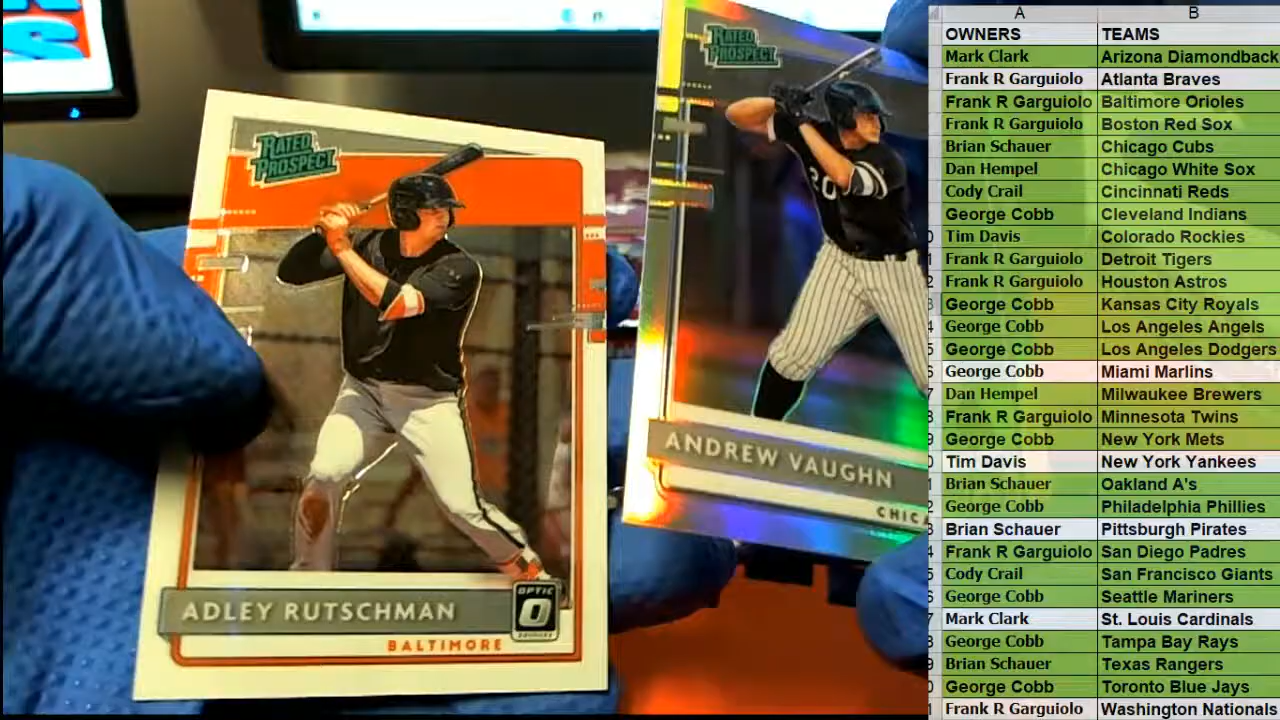 RATED
PROSPECT
ADLEY RUTSCHMAN
OPTIC
BALTIMORE
RATED
PROSPECT
20
ANDREW VAUGHN
CHICA
A B
OWNERS TEAMS
Mark Clark Arizona Diamondback
Frank R Garguiolo Atlanta Braves
Frank R Garguiolo Baltimore Orioles
Frank R Garguiolo Boston Red Sox
Brian Schauer Chicago Cubs
Dan Hempel Chicago White Sox
Cody Crail Cincinnati Reds
George Cobb Cleveland Indians
Tim Davis Colorado Rockies
Frank R Garguiolo Detroit Tigers
Frank R Garguiolo Houston Astros
George Cobb Kansas City Royals
George Cobb Los Angeles Angels
George Cobb Los Angeles Dodgers
George Cobb Miami Marlins
Dan Hempel Milwaukee Brewers
Frank R Garguiolo Minnesota Twins
George Cobb New York Mets
Tim Davis New York Yankees
Brian Schauer Oakland A's
George Cobb Philadelphia Phillies
Brian Schauer Pittsburgh Pirates
Frank R Garguiolo San Diego Padres
Cody Crail San Francisco Giants
George Cobb Seattle Mariners
Mark Clark St. Louis Cardinals
George Cobb Tampa Bay Rays
Brian Schauer Texas Rangers
George Cobb Toronto Blue Jays
Frank R Garguiolo Washington Nationals